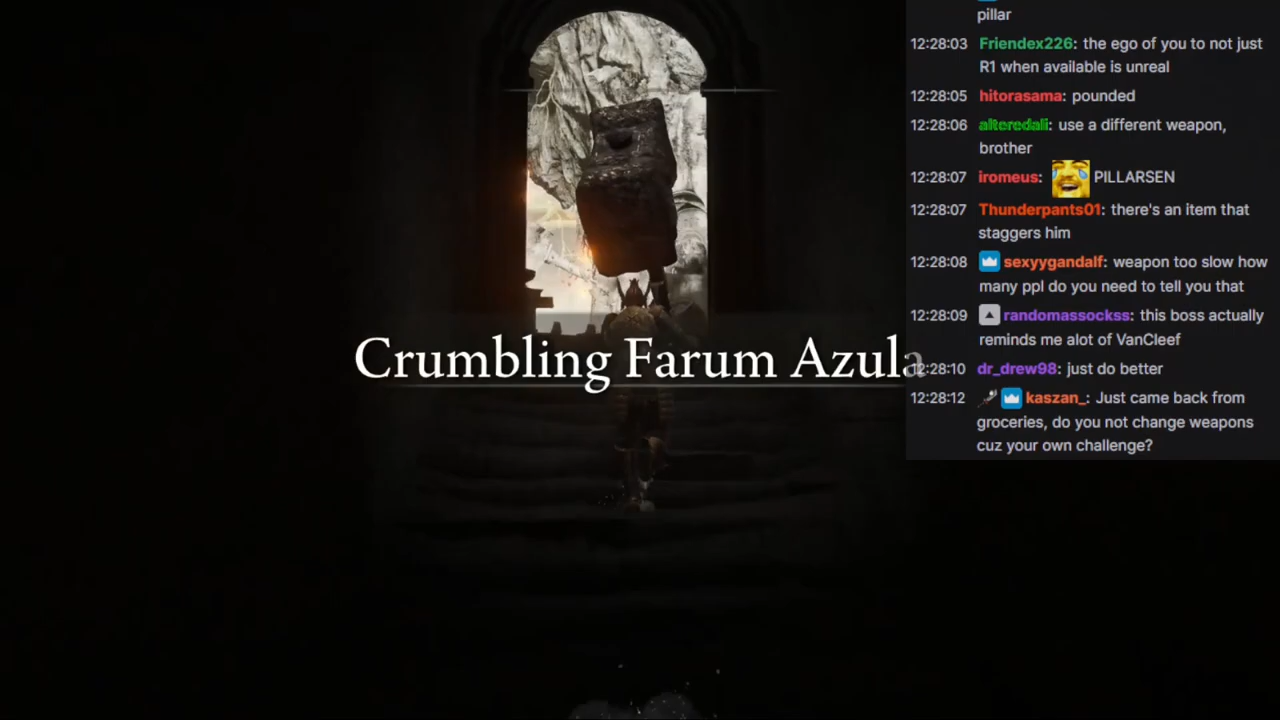 pillar
12:28:03 Friendex226: the ego of you to not just
R1 when available is unreal
12:28:05 hitorasama: pounded
12:28:06 alteredali: use a different weapon,
brother
12:28:07 iromeus: PILLARSEN
12:28:07 Thunderpants01: there's an item that
staggers him
12:28:08 sexyygandalf: weapon too slow how
many ppl do you need to tell you that
12:28:09 randomassockss: this boss actually
reminds me alot of VanCleef
Crumbling Farum Azula
12:28:10 dr_drew98: just do better
12:28:12 kaszan_: Just came back from
groceries, do you not change weapons
cuz your own challenge?